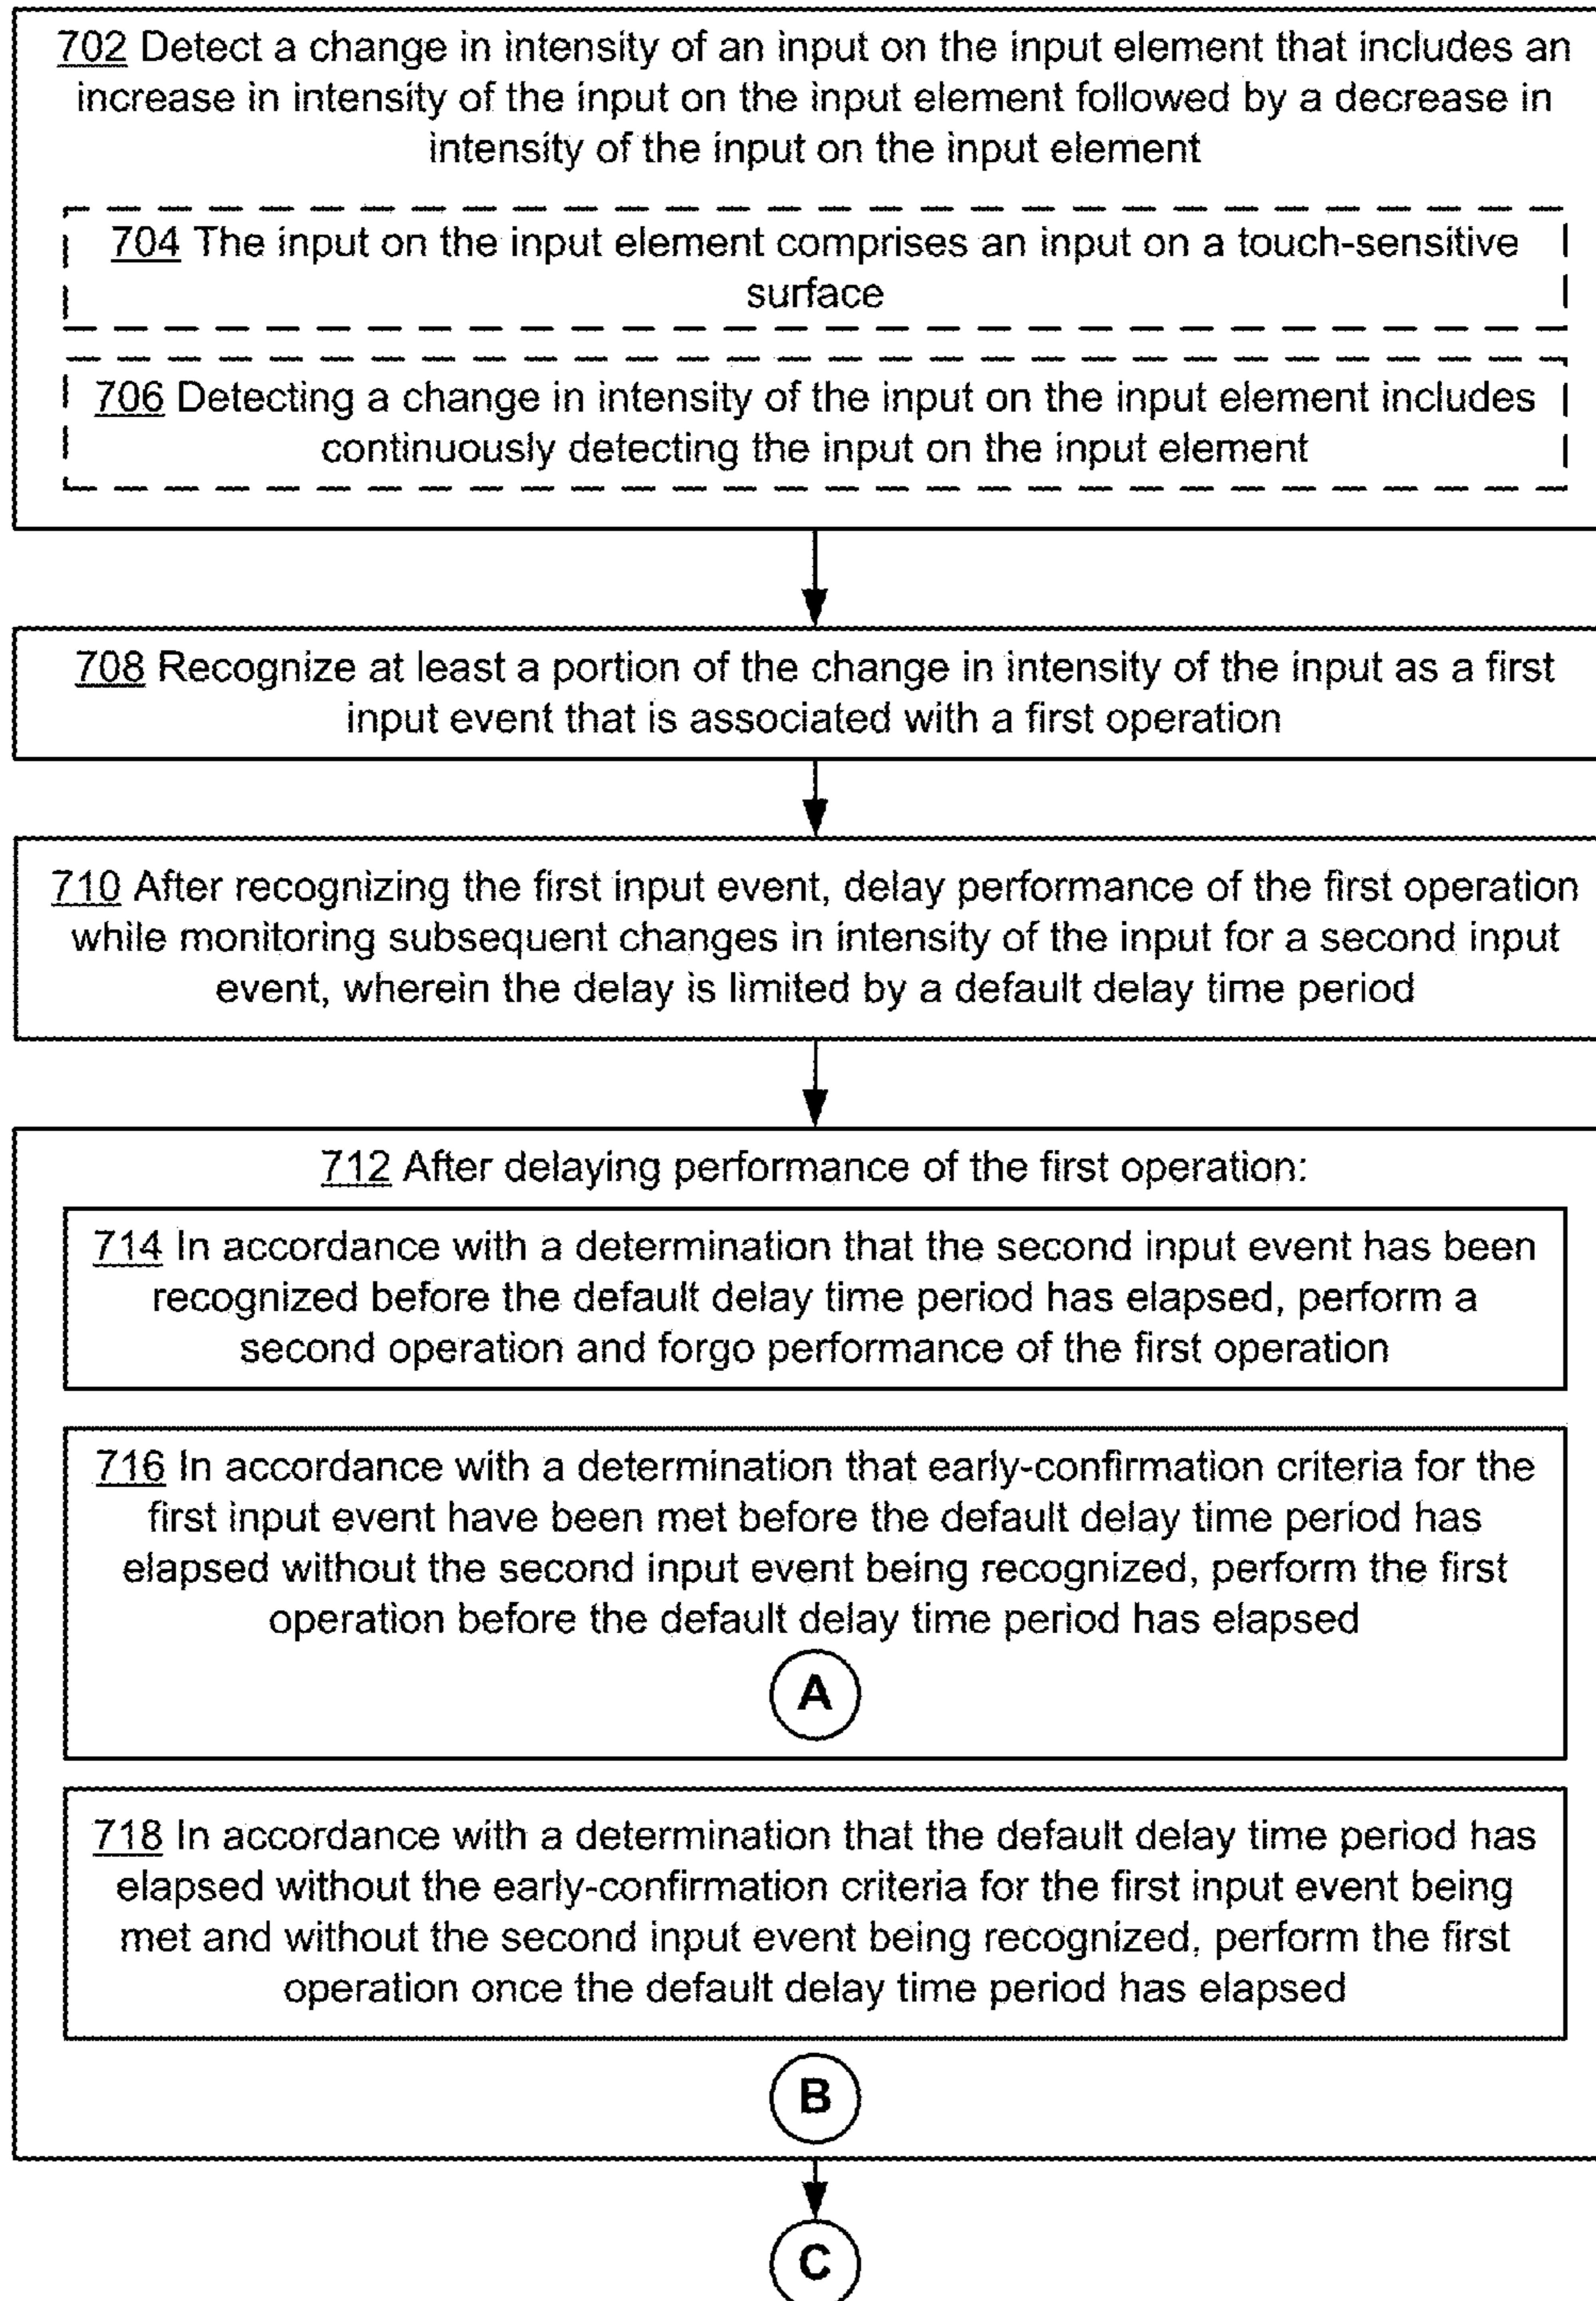 702 Detect a change in intensity of an input on the input element that includes an
increase in intensity of the input on the input element followed by a decrease in
intensity of the input on the input element
704 The input on the input element comprises an input on a touch-sensitive
surface
706 Detecting a change in intensity of the input on the input element includes
continuously detecting the input on the input element
708 Recognize at least a portion of the change in intensity of the input as a first
input event that is associated with a first operation
710 After recognizing the first input event, delay performance of the first operation
while monitoring subsequent changes in intensity of the input for a second input
event, wherein the delay is limited by a default delay time period
712 After delaying performance of the first operation:
714 In accordance with a determination that the second input event has been
recognized before the default delay time period has elapsed, perform a
second operation and forgo performance of the first operation
716 In accordance with a determination that early-confirmation criteria for the
first input event have been met before the default delay time period has
elapsed without the second input event being recognized, perform the first
operation before the default delay time period has elapsed
A
718 In accordance with a determination that the default delay time period has
elapsed without the early-confirmation criteria for the first input event being
met and without the second input event being recognized, perform the first
operation once the default delay time period has elapsed
B
C